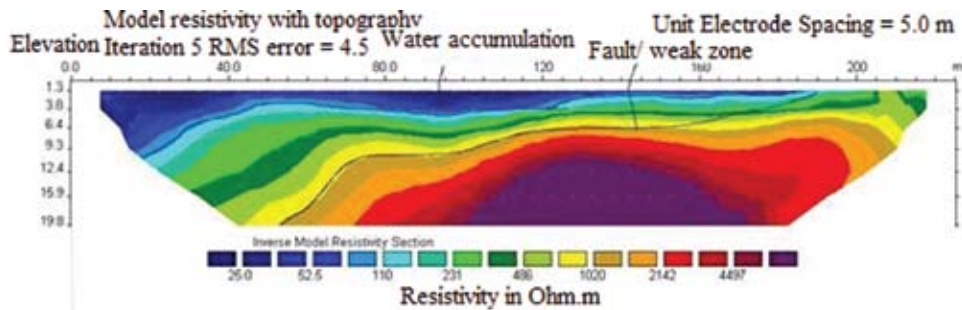 Model resistivity with topography
Unit Electrode Spacing = 5.0 m
Elevation Iteration 5 RMS error = 4.5 Water accumulation
Fault/ weak zone
0.0 40.0 80.0 120 160 200 m
1.3
3.8
6.4
9.3
12.4
15.9
19.8
Inverse Model Resistivity Section
25.0 52.5 110 231 486 1020 2142 4497
Resistivity in Ohm.m